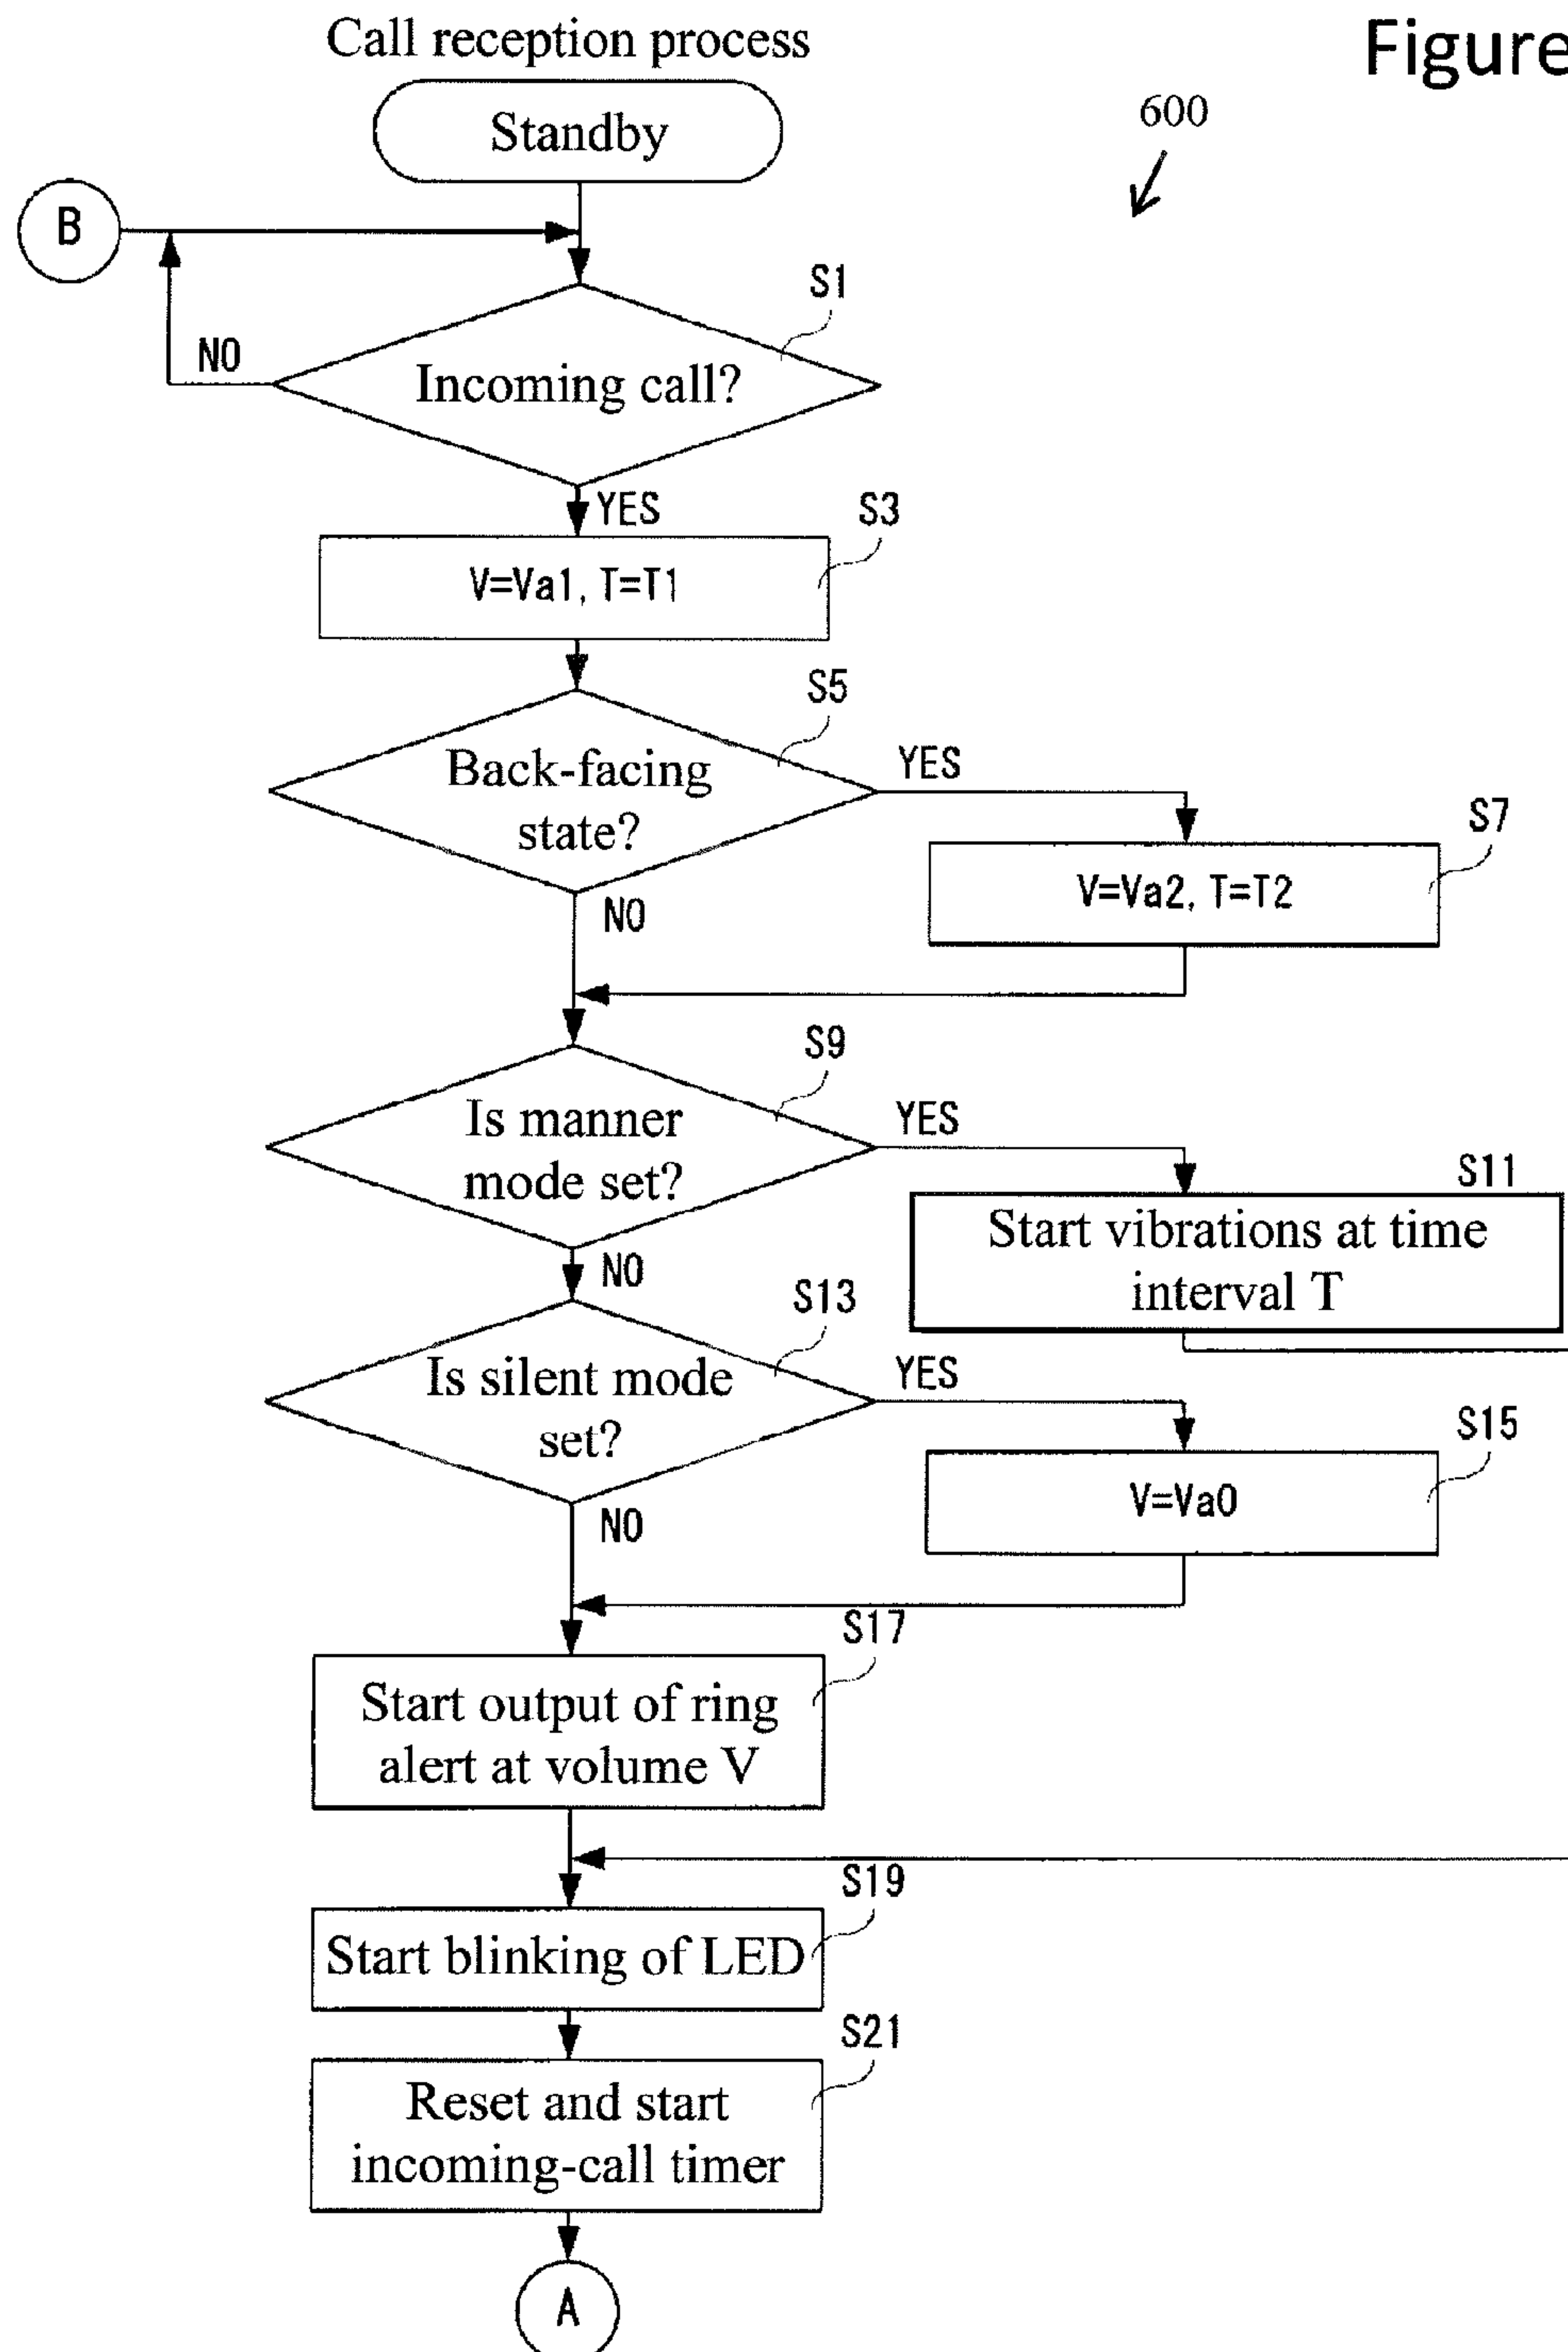 Figure
Call reception process
600
Standby
B
S1
NO
Incoming call?
YES
S3
V=Va1, T=T1
S5
Back-facing
state?
YES
S7
V=Va2, T=T2
NO
S9
Is manner
mode set?
YES
S11
Start vibrations at time
interval T
NO
S13
Is silent mode
set?
YES
S15
V=Va0
NO
S17
Start output of ring
alert at volume V
S19
Start blinking of LED
S21
Reset and start
incoming-call timer
A